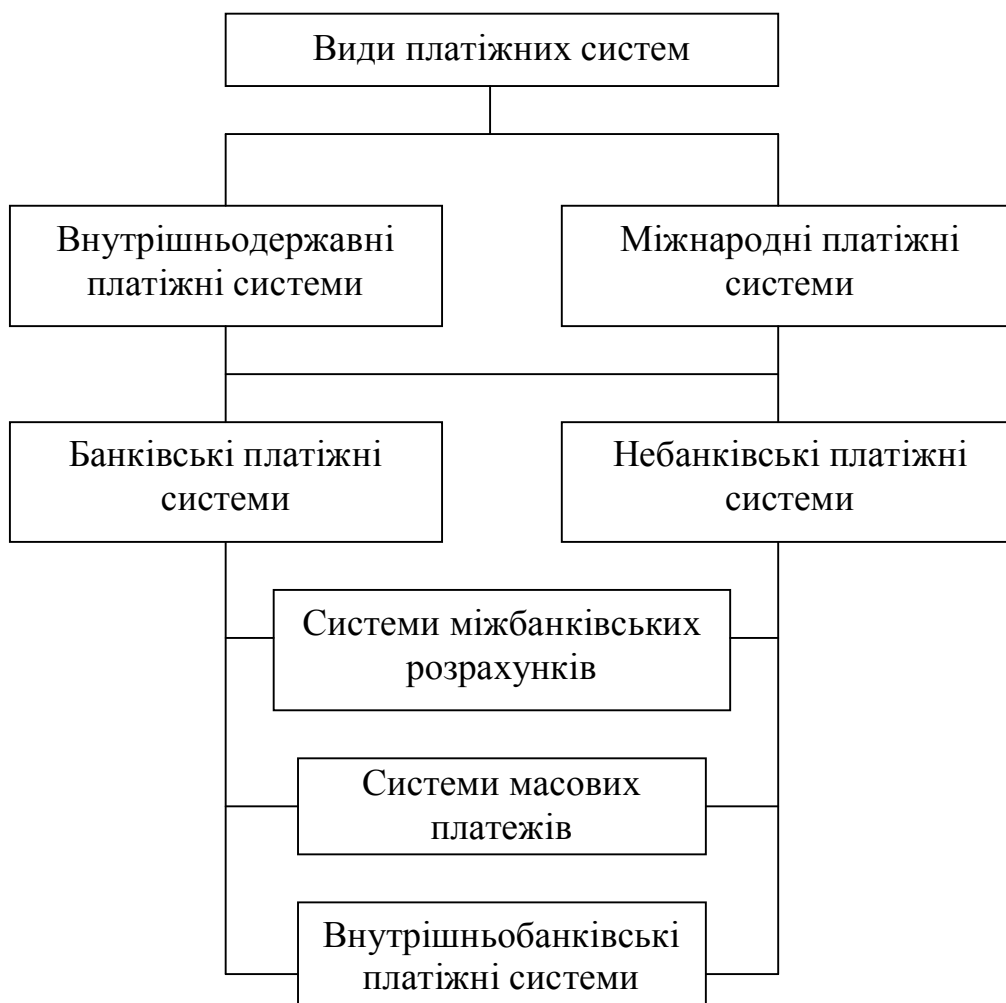 Види платіжних систем
Внутрішньодержавні
платіжні системи
Міжнародні платіжні
системи
Банківські платіжні
системи
Небанківські платіжні
системи
Системи міжбанківських
розрахунків
Системи масових
платежів
Внутрішньобанківські
платіжні системи